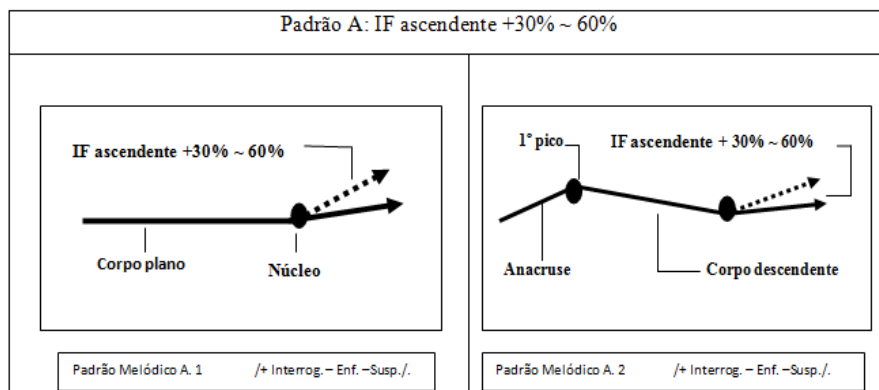 Padrão A: IF ascendente +30% ~ 60%
IF ascendente +30% ~ 60%
Corpo plano
Núcleo
Padrão Melódico A. 1 /+ Interrog. – Enf. –Susp./.
1º pico
IF ascendente + 30% ~ 60%
Anacruse
Corpo descendente
Padrão Melódico A. 2 /+ Interrog. – Enf. –Susp./.